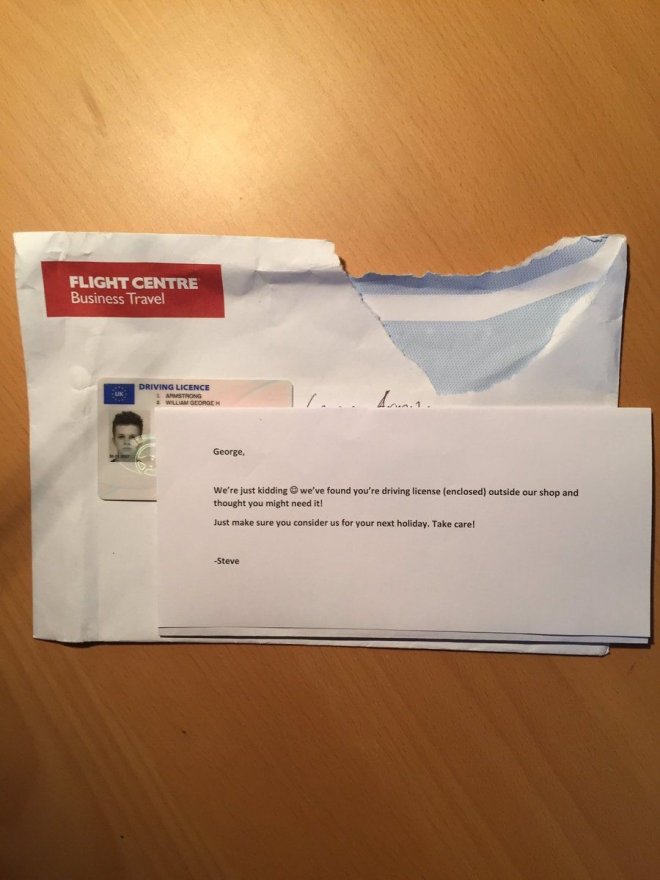 FLIGHT CENTRE
Business Travel
UK
DRIVING LICENCE
1. ARMSTRONG
2. WILLIAM GEORGE H
George,
We're just kidding ☺ we've found you're driving license (enclosed) outside our shop and
thought you might need it!
Just make sure you consider us for your next holiday. Take care!
-Steve